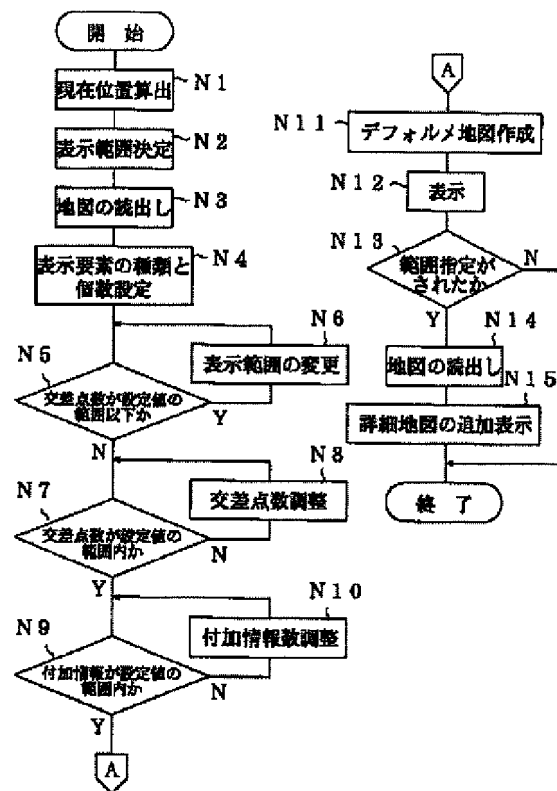 開 始
N1
現在位置算出
N2
表示範囲決定
N3
地図の読出し
N4
表示要素の種類と
個数設定
N5
交差点数が設定値の
範囲以下か
Y
N
N6
表示範囲の変更
N7
交差点数が設定値の
範囲内か
N
Y
N8
交差点数調整
N9
付加情報が設定値の
範囲内か
N
Y
N10
付加情報数調整
A
A
N11
デフォルメ地図作成
N12
表示
N13
範囲指定が
されたか
N
Y
N14
地図の読出し
N15
詳細地図の追加表示
終 了